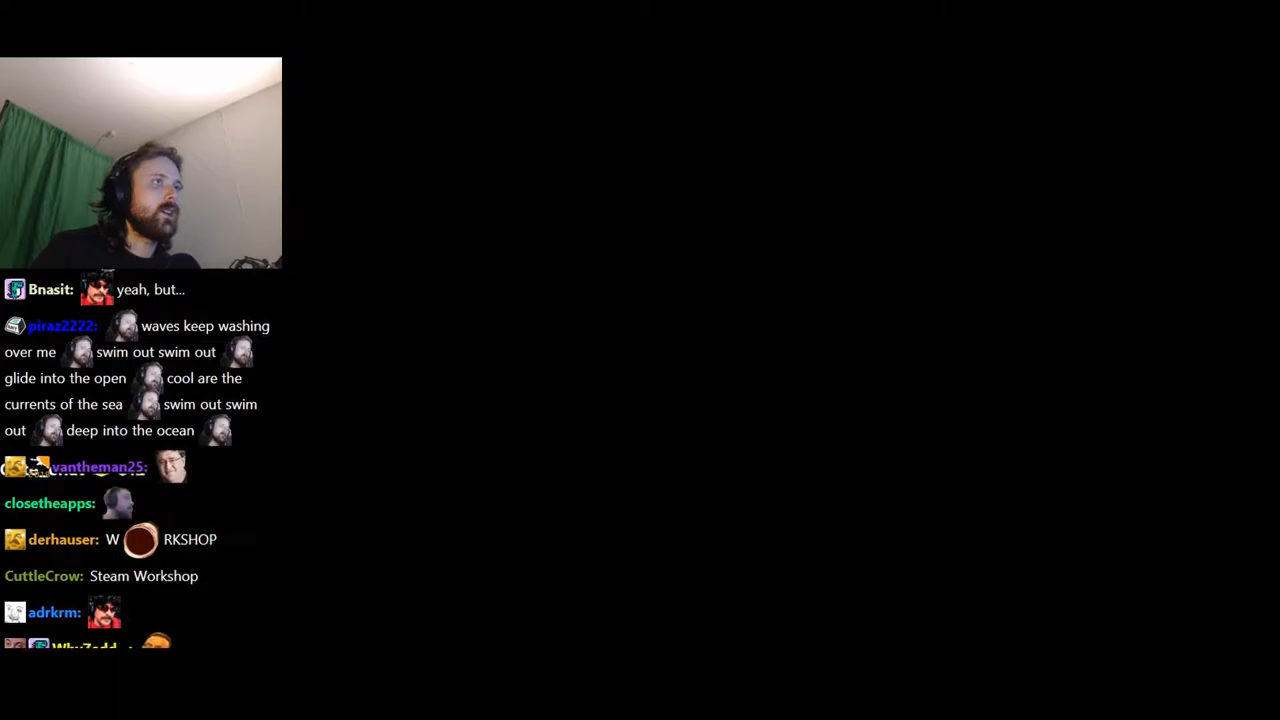 Bnasit: yeah, but...
piraz2222: waves keep washing
over me swim out swim out
glide into the open cool are the
currents of the sea swim out swim
out deep into the ocean
vantheman25:
closetheapps:
derhauser: W RKSHOP
CuttleCrow: Steam Workshop
adrkrm: